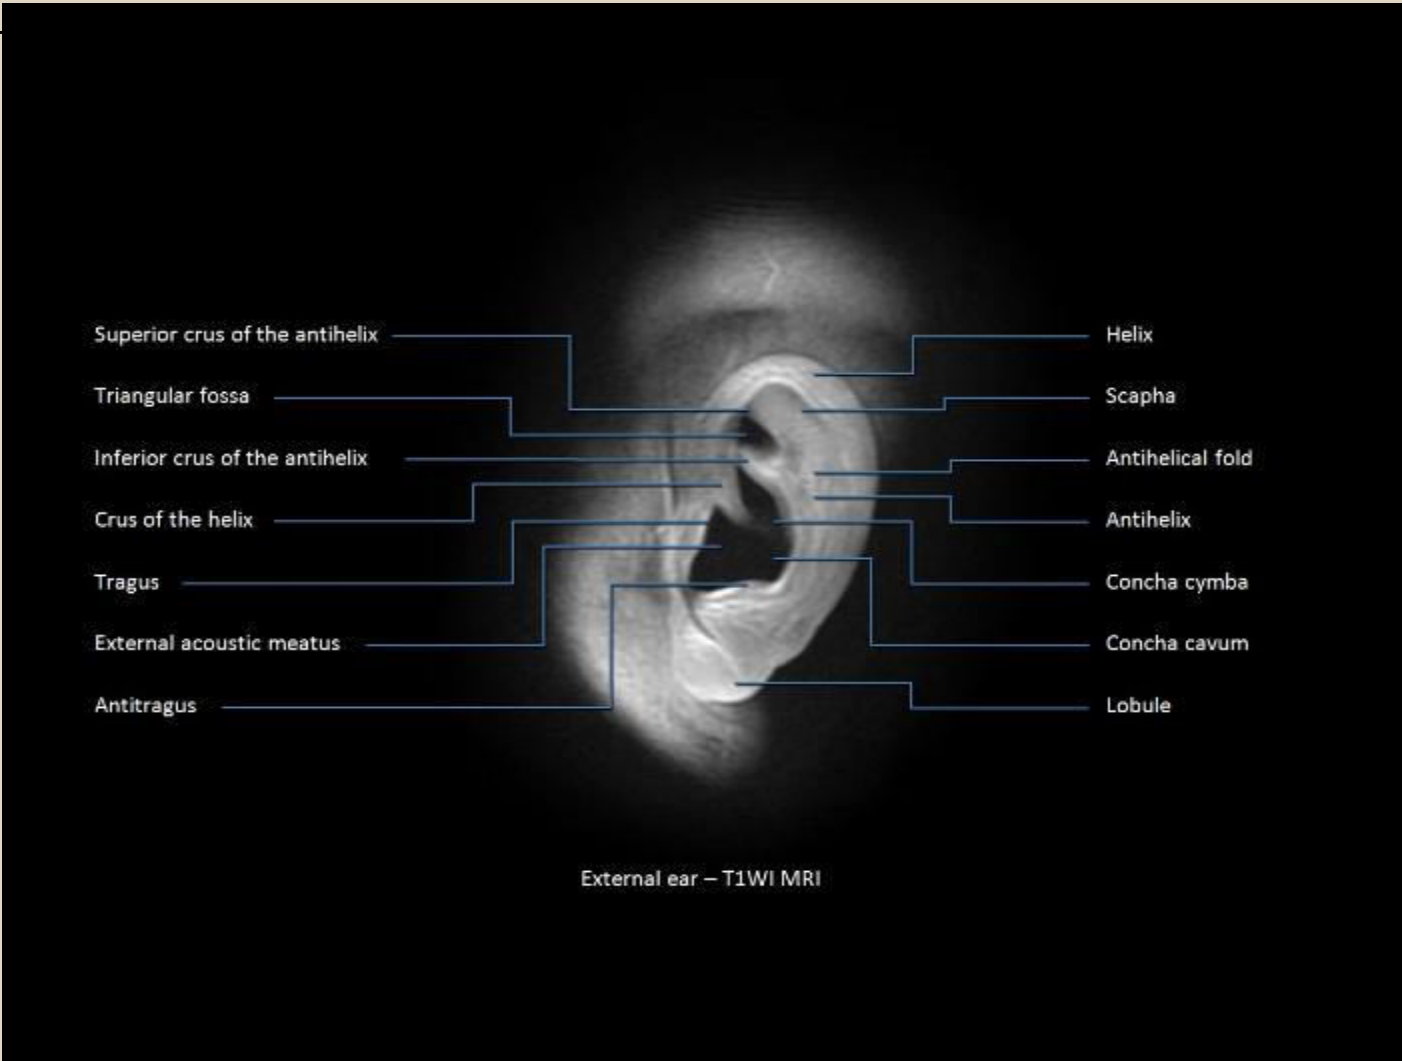 Superior crus of the antihelix
Triangular fossa
Inferior crus of the antihelix
Crus of the helix
Tragus
External acoustic meatus
Antitragus
Helix
Scapha
Antihelical fold
Antihelix
Concha cymba
Concha cavum
Lobule
External ear – T1WI MRI